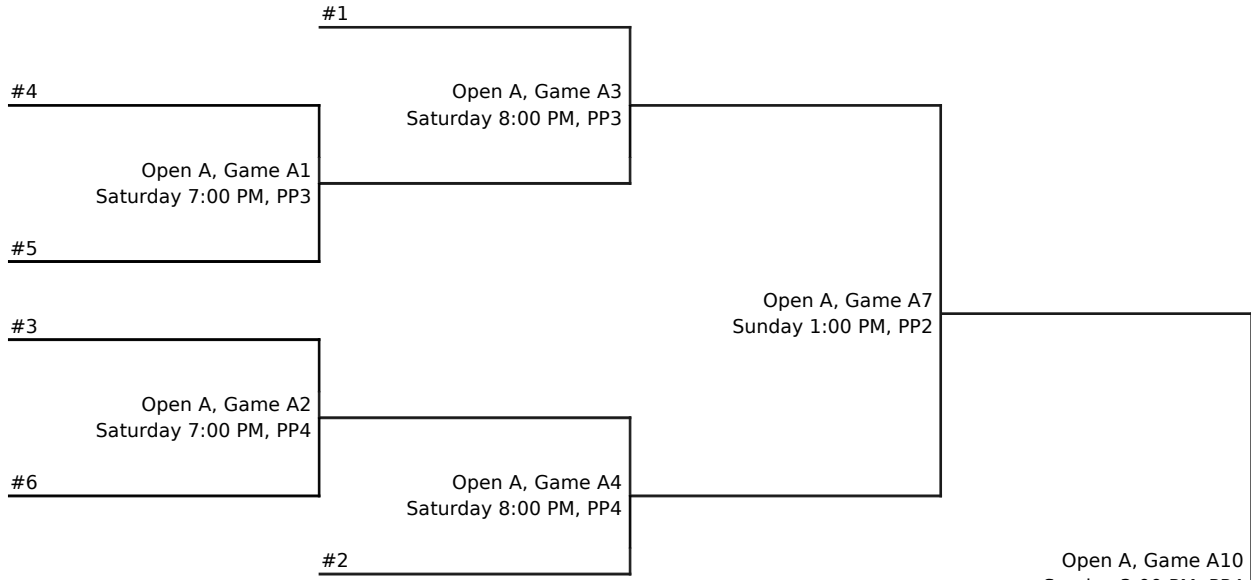 #1
#4
Open A, Game A3
Saturday 8:00 PM, PP3
Open A, Game A1
Saturday 7:00 PM, PP3
#5
Open A, Game A7
Sunday 1:00 PM, PP2
#3
Open A, Game A2
Saturday 7:00 PM, PP4
#6
Open A, Game A4
Saturday 8:00 PM, PP4
#2
Open A, Game A10